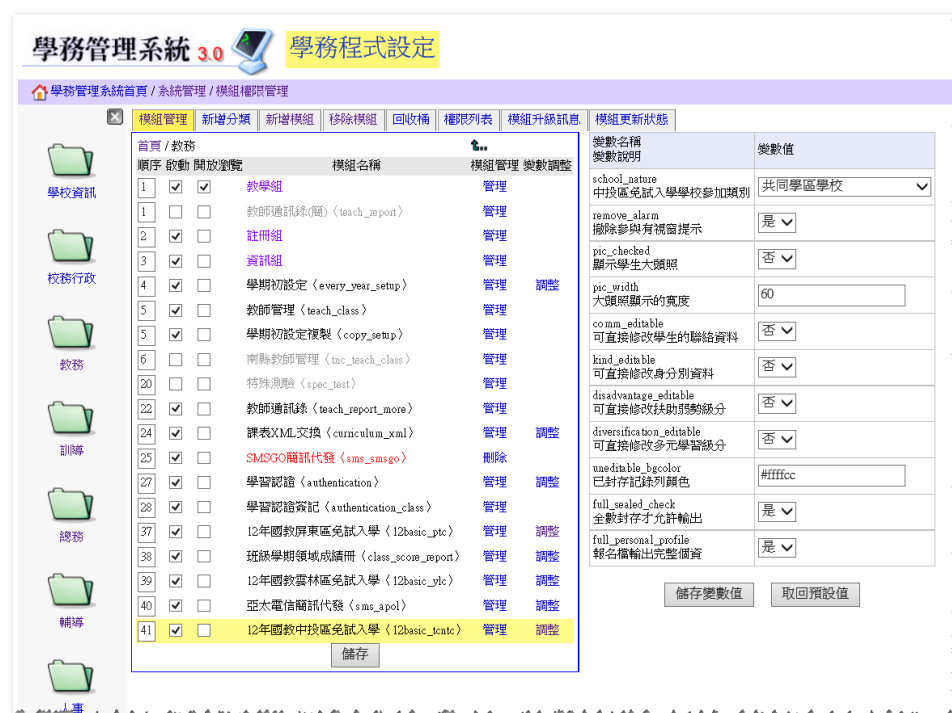 學務管理系統 3.0 學務程式設定
學務管理系統首頁 / 系統管理 / 模組權限管理
學校資訊
校務行政
教務
訓導
總務
輔導
人事
模組管理 新增分類 新增模組 移除模組 回收桶 權限列表 模組升級訊息 模組更新狀態
首頁 / 教務
順序 啟動 開放瀏覽 模組名稱 模組管理 變數調整
1 教學組 管理
1 教師通訊錄(簡)〈teach_report〉 管理
2 註冊組 管理
3 資訊組 管理
4 學期初設定〈every_year_setup〉 管理 調整
5 教師管理〈teach_class〉 管理
5 學期初設定複製〈copy_setup〉 管理
6 南縣教師管理〈tnc_teach_class〉 管理
20 特殊測驗〈spec_test〉 管理
22 教師通訊錄〈teach_report_more〉 管理
24 課表XML交換〈curriculum_xml〉 管理 調整
25 SMSGO簡訊代發〈sms_smsgo〉 刪除
27 學習認證〈authentication〉 管理 調整
28 學習認證簽記〈authentication_class〉 管理
37 12年國教屏東區免試入學〈12basic_ptc〉 管理 調整
38 班級學期領域成績冊〈class_score_report〉 管理 調整
39 12年國教雲林區免試入學〈12basic_ylc〉 管理 調整
40 亞太電信簡訊代發〈sms_apol〉 管理 調整
41 12年國教中投區免試入學〈12basic_tcntc〉 管理 調整
儲存
變數名稱
變數說明
變數值
school_nature
中投區免試入學學校參加類別
共同學區學校
remove_alarm
撤除參與有視窗提示
是
pic_checked
顯示學生大頭照
否
pic_width
大頭照顯示的寬度
60
comm_editable
可直接修改學生的聯絡資料
否
kind_editable
可直接修改身分別資料
否
disadvantage_editable
可直接修改扶助弱勢級分
否
diversification_editable
可直接修改多元學習級分
否
uneditable_bgcolor
已封存記錄列顏色
#ffffcc
full_sealed_check
全數封存才允許輸出
是
full_personal_profile
報名檔輸出完整個資
是
儲存變數值 取回預設值